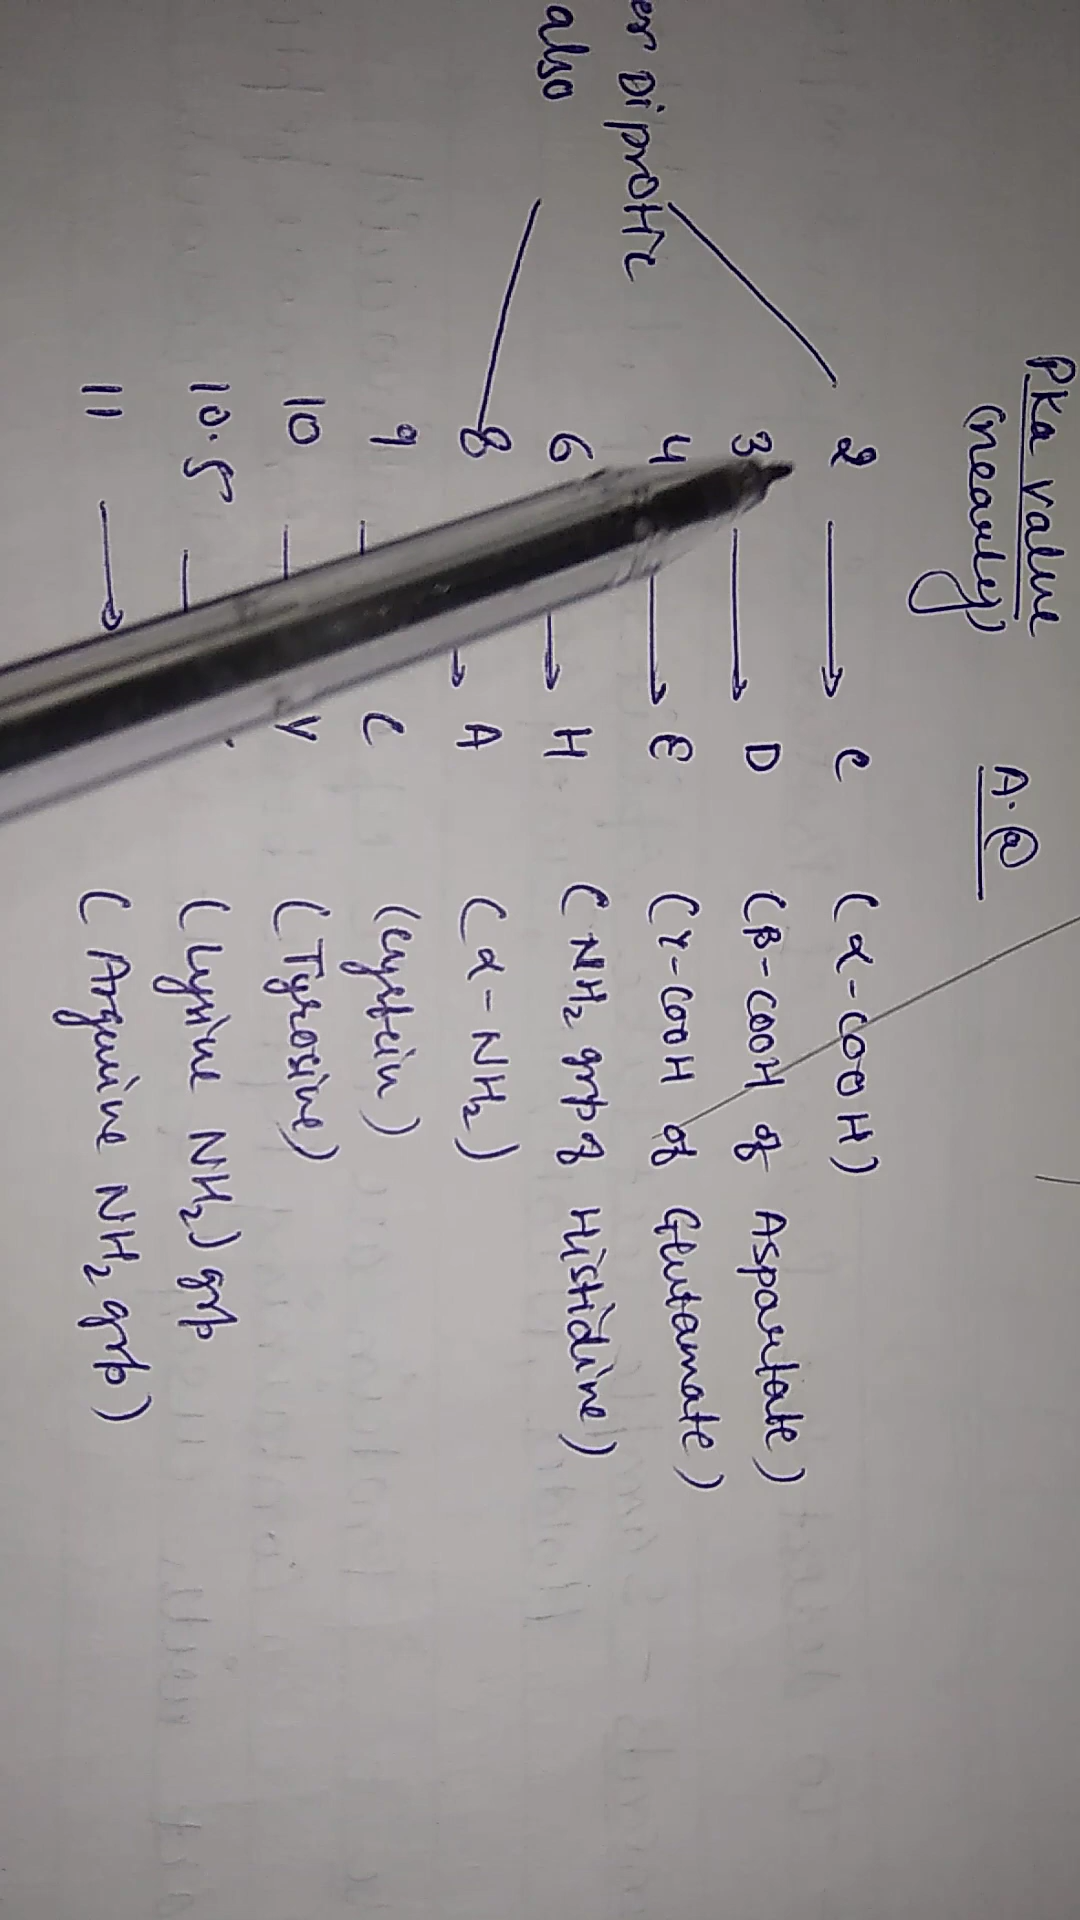 Pka value A.@
(nearly)
2 → C (α-COOH)
3 → D (β-COOH of Aspartate)
4 → E (γ-COOH of Glutamate)
diprotic
6 → H (NH₂ grp of Histidine)
also
8 → A (α-NH₂)
9 — C (Cystein)
10 — Y (Tyrosine)
10.5 — (Lysine NH₂) grp
11 → (Arginine NH₂ grp)